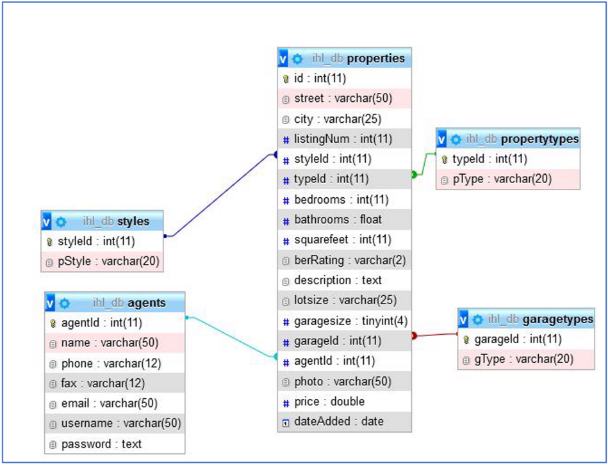 ihl_db properties
id : int(11)
street : varchar(50)
city : varchar(25)
listingNum : int(11)
styleId : int(11)
typeId : int(11)
bedrooms : int(11)
bathrooms : float
squarefeet : int(11)
berRating : varchar(2)
description : text
lotsize : varchar(25)
garagesize : tinyint(4)
garageId : int(11)
agentId : int(11)
photo : varchar(50)
price : double
dateAdded : date
ihl_db propertytypes
typeId : int(11)
pType : varchar(20)
ihl_db styles
styleId : int(11)
pStyle : varchar(20)
ihl_db agents
agentId : int(11)
name : varchar(50)
phone : varchar(12)
fax : varchar(12)
email : varchar(50)
username : varchar(50)
password : text
ihl_db garagetypes
garageId : int(11)
gType : varchar(20)